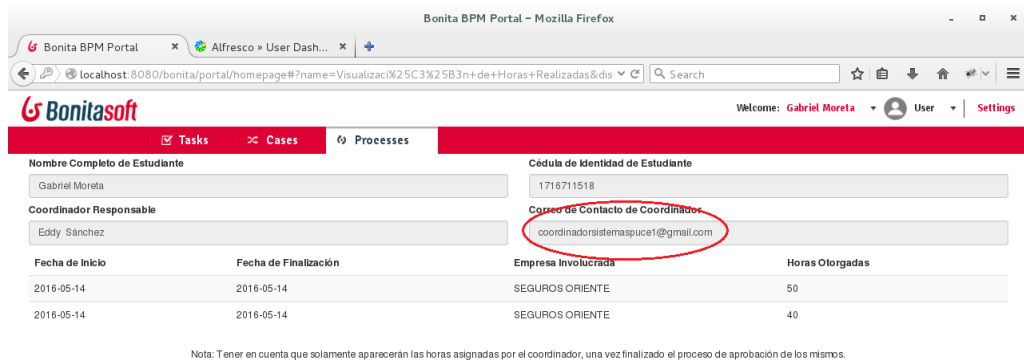 Bonita BPM Portal – Mozilla Firefox
Bonita BPM Portal × Alfresco » User Dash... ×
localhost:8080/bonita/portal/homepage#?name=Visualizaci%25C3%25B3n+de+Horas+Realizadas&dis Search
Bonitasoft Welcome: Gabriel Moreta User Settings
Tasks Cases Processes
Nombre Completo de Estudiante Cédula de Identidad de Estudiante
Gabriel Moreta 1716711518
Coordinador Responsable Correo de Contacto de Coordinador
Eddy Sánchez coordinadorsistemaspuce1@gmail.com
Fecha de Inicio Fecha de Finalización Empresa Involucrada Horas Otorgadas
2016-05-14 2016-05-14 SEGUROS ORIENTE 50
2016-05-14 2016-05-14 SEGUROS ORIENTE 40
Nota: Tener en cuenta que solamente aparecerán las horas asignadas por el coordinador, una vez finalizado el proceso de aprobación de los mismos.